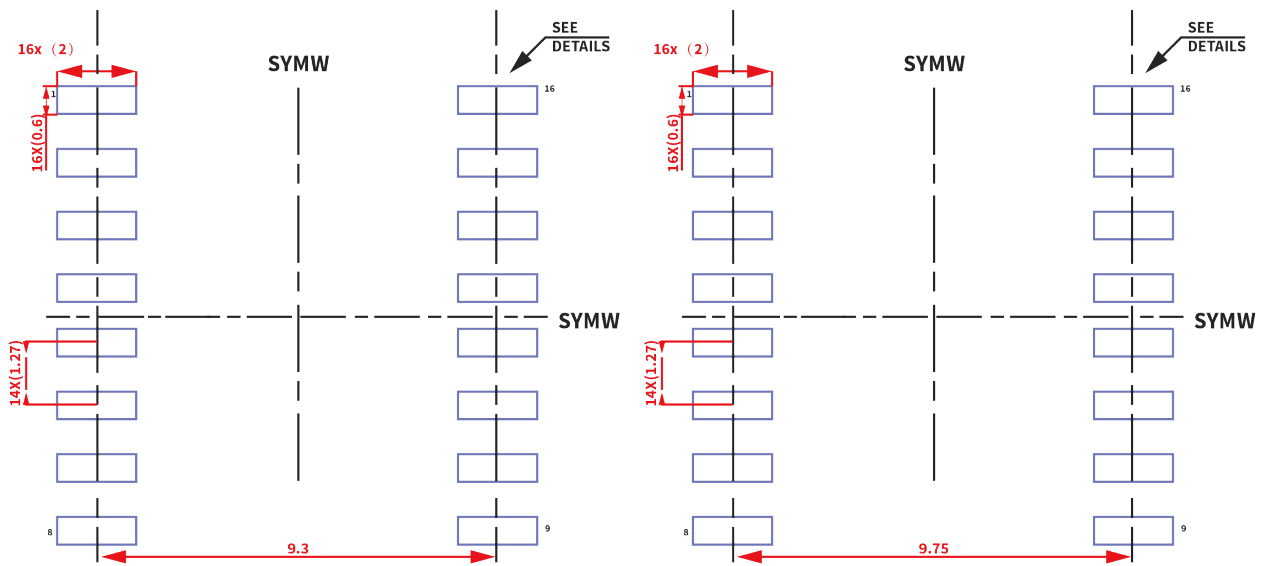 SEE
DETAILS
16x（2）
SYMW
1
16
16X(0.6)
SYMW
14X(1.27)
8
9
9.3
SEE
DETAILS
16x（2）
SYMW
1
16
16X(0.6)
SYMW
14X(1.27)
8
9
9.75